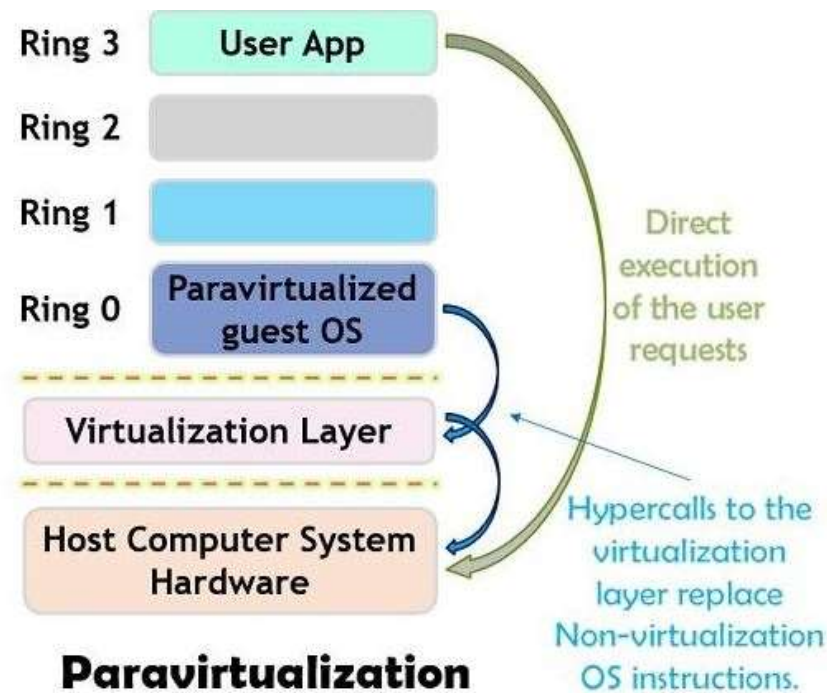 Ring 3 User App
Ring 2
Ring 1
Ring 0
Paravirtualized
guest OS
Direct
execution
of the user
requests
Virtualization Layer
Host Computer System
Hardware
Hypercalls to the
virtualization
layer replace
Non-virtualization
OS instructions.
Paravirtualization